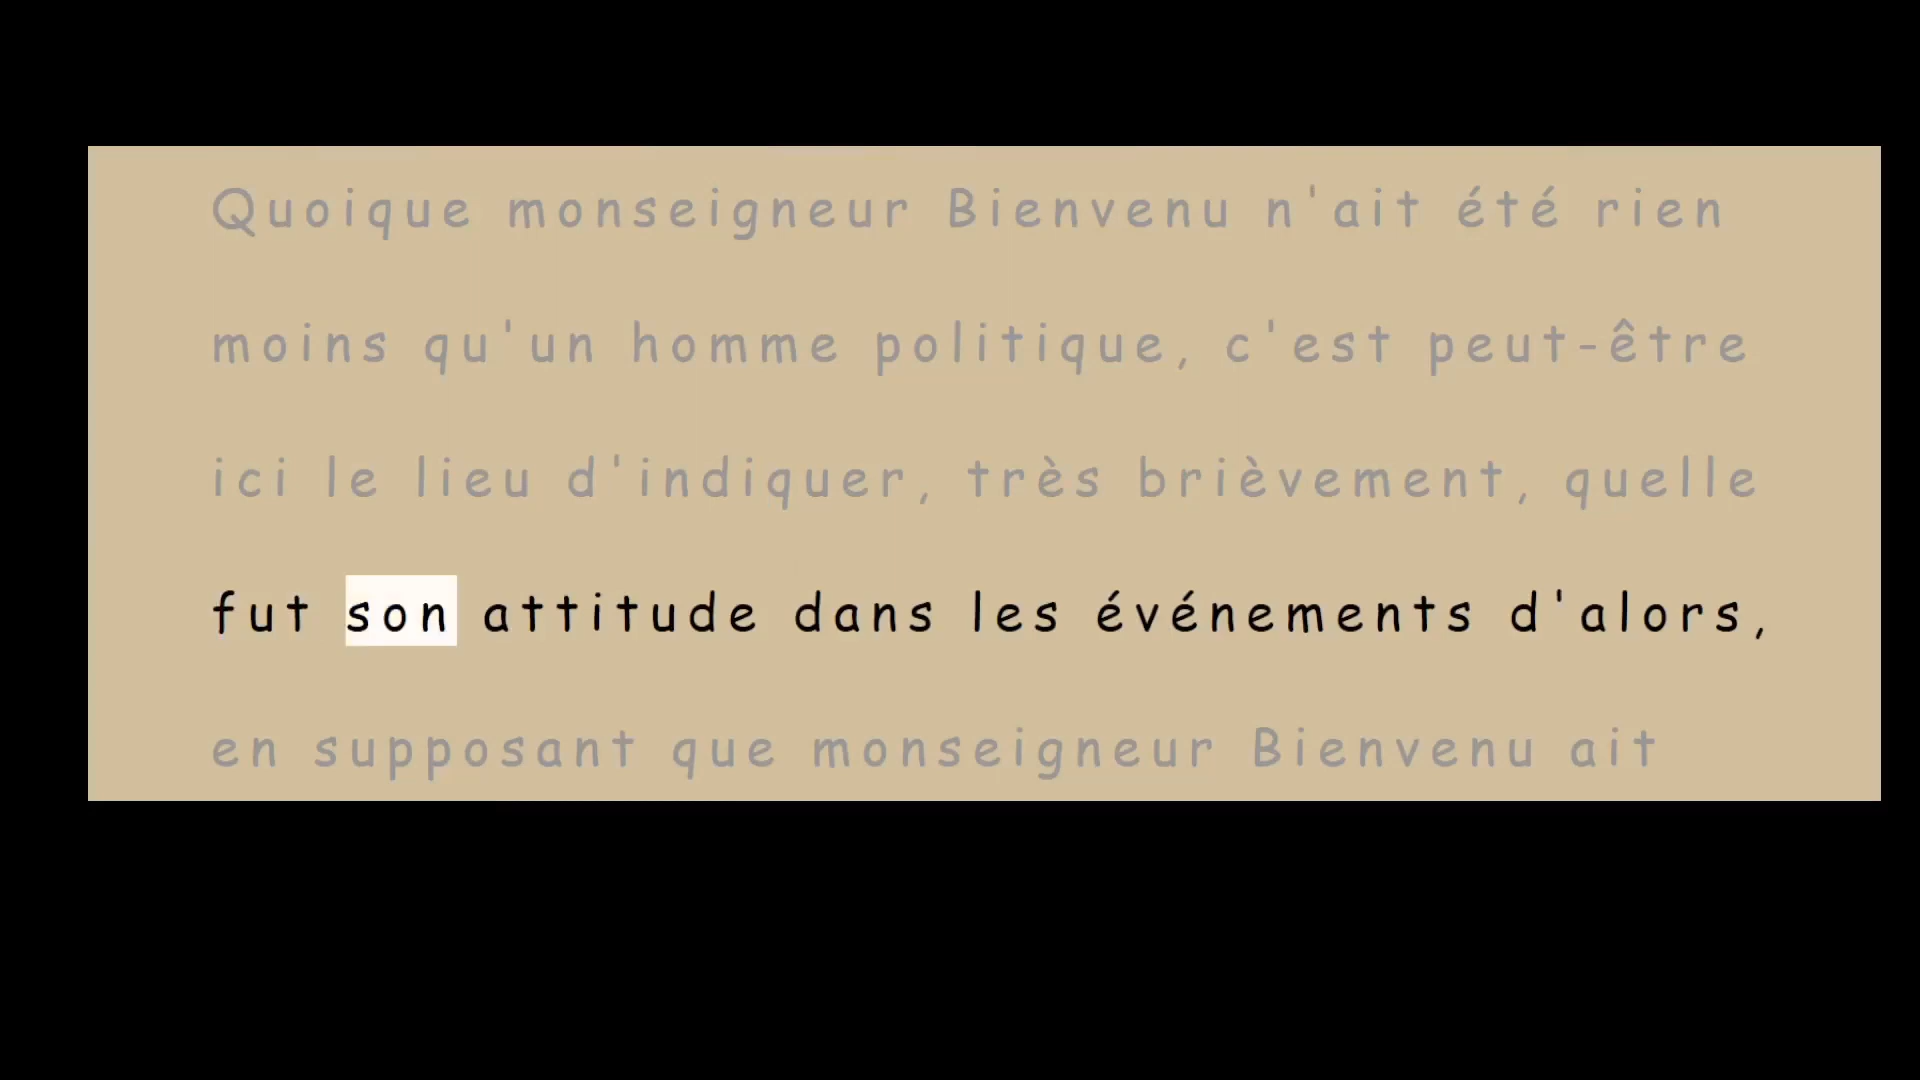 Quoique monseigneur Bienvenu n'ait été rien
moins qu'un homme politique, c'est peut-être
ici le lieu d'indiquer, très brièvement, quelle
fut son attitude dans les événements d'alors,
en supposant que monseigneur Bienvenu ait